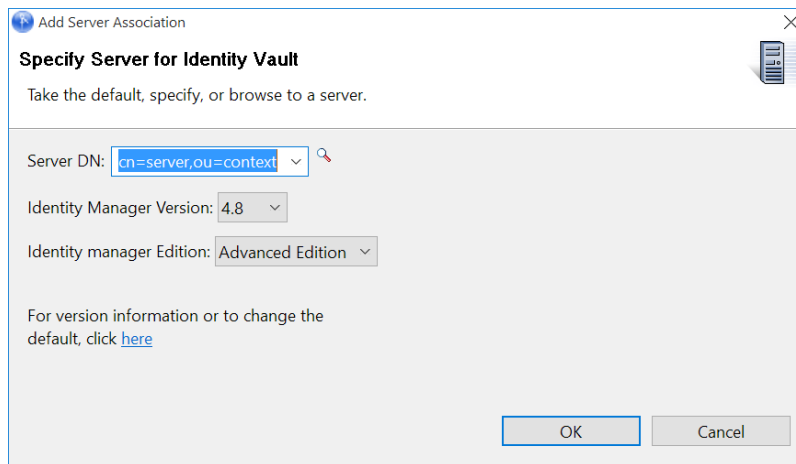 Add Server Association
Specify Server for Identity Vault
Take the default, specify, or browse to a server.
Server DN: cn=server,ou=context
Identity Manager Version: 4.8
Identity manager Edition: Advanced Edition
For version information or to change the
default, click here
OK Cancel